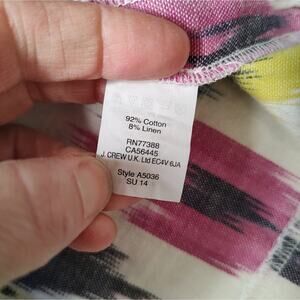 92% Cotton
8% Linen
RN77388
CA56445
J. CREW U.K. Ltd EC4V 6JA
Style A5036
SU 14